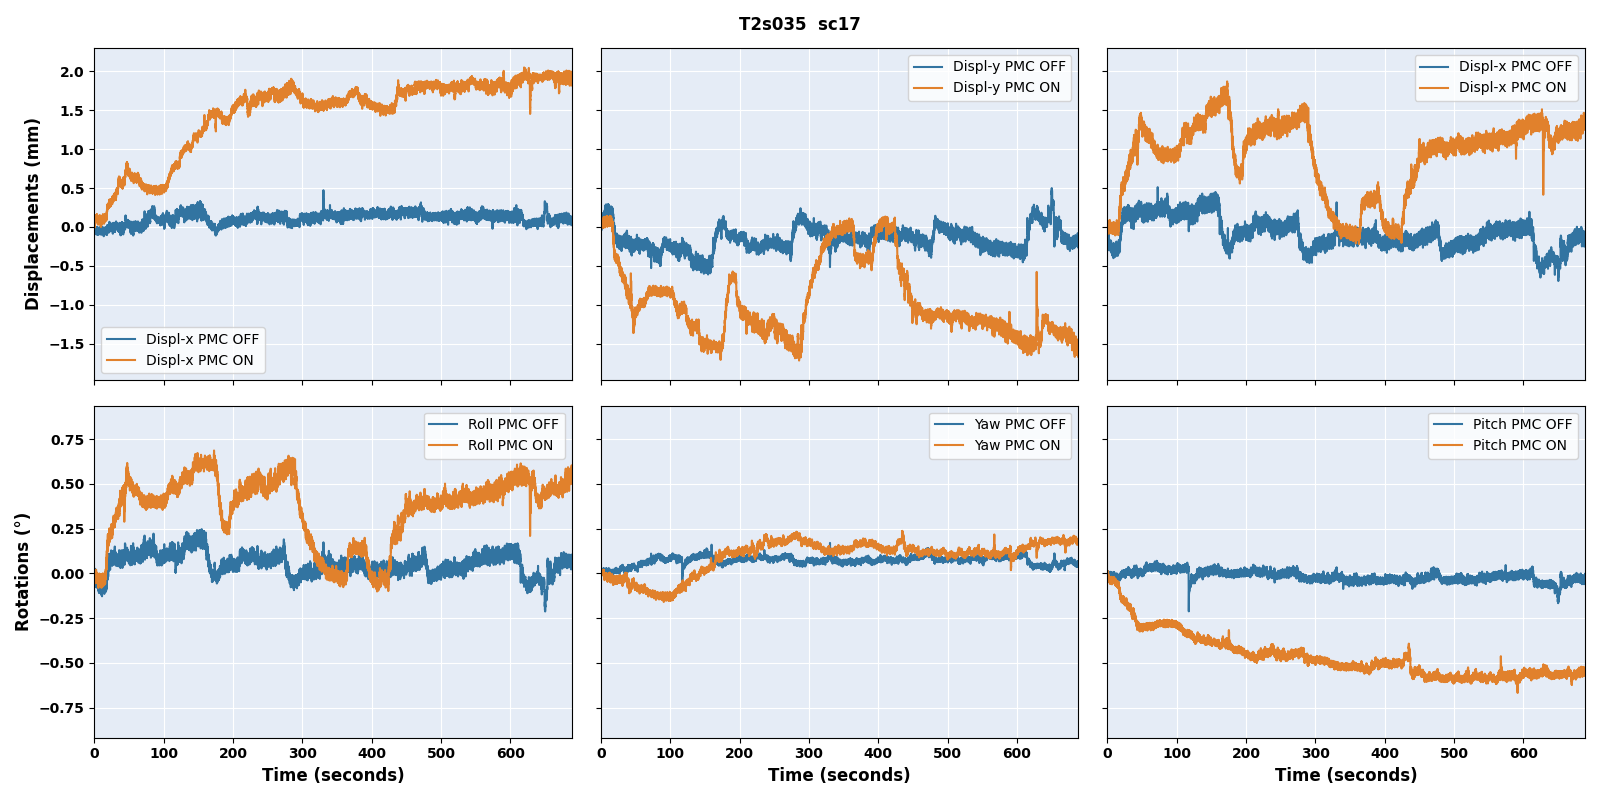 T2s035  sc17
Displacements (mm)
2.0
1.5
1.0
0.5
0.0
−0.5
−1.0
−1.5
Displ-x PMC OFF
Displ-x PMC ON
Displ-y PMC OFF
Displ-y PMC ON
Displ-x PMC OFF
Displ-x PMC ON
Rotations (°)
0.75
0.50
0.25
0.00
−0.25
−0.50
−0.75
Roll PMC OFF
Roll PMC ON
Yaw PMC OFF
Yaw PMC ON
Pitch PMC OFF
Pitch PMC ON
0 100 200 300 400 500 600
0 100 200 300 400 500 600
0 100 200 300 400 500 600
Time (seconds)
Time (seconds)
Time (seconds)